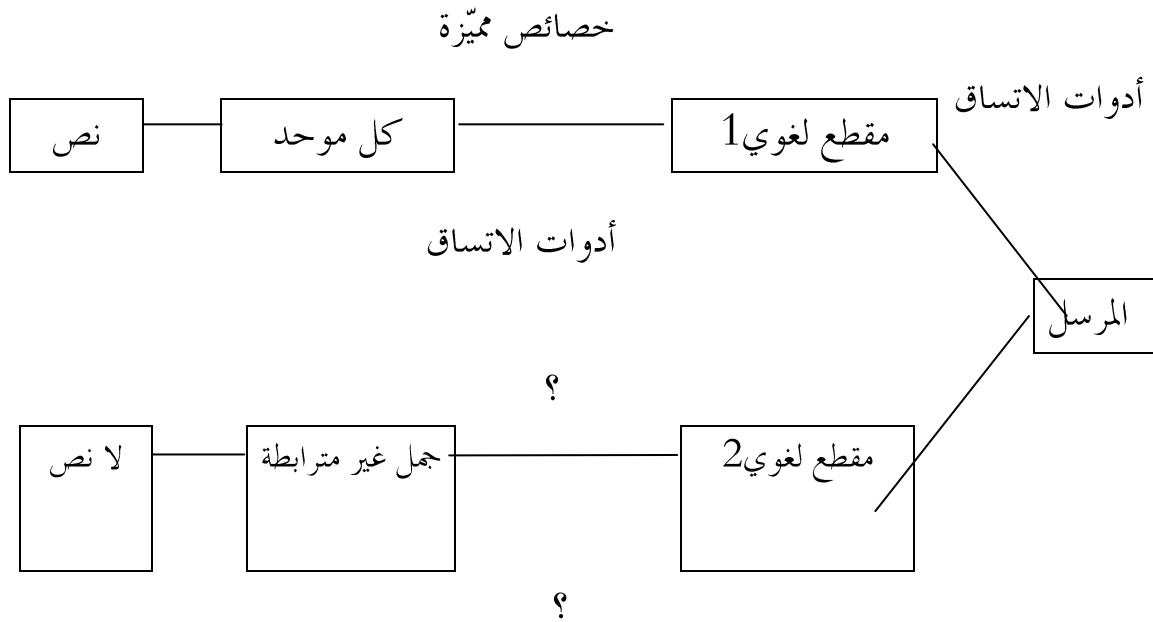 خصائص مميّزة
أدوات الاتساق
مقطع لغوي1
كل موحد
نص
أدوات الاتساق
المرسل
؟
مقطع لغوي2
جمل غير مترابطة
لا نص
؟